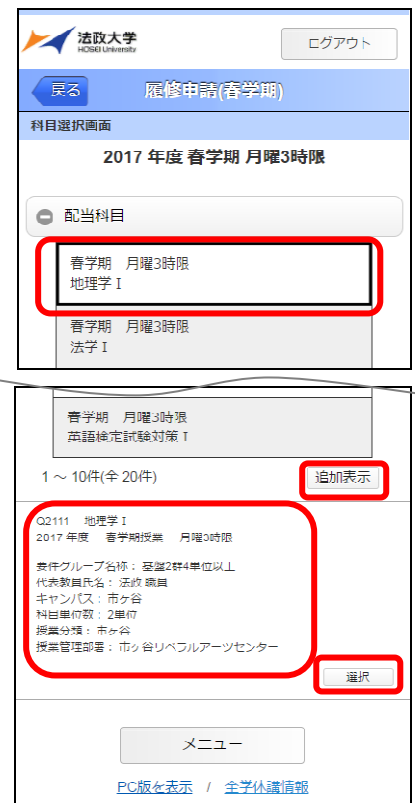 法政大学
HOSEI University
ログアウト
戻る
履修申請(春学期)
科目選択画面
2017 年度 春学期 月曜3時限
配当科目
春学期 月曜3時限
地理学 I
春学期 月曜3時限
法学 I
春学期 月曜3時限
英語検定試験対策 I
1 ～ 10件(全 20件)
追加表示
Q2111 地理学 I
2017 年度 春学期授業 月曜3時限
要件グループ名称： 基盤2群4単位以上
代表教員氏名： 法政 職員
キャンパス： 市ヶ谷
科目単位数： 2単位
授業分類： 市ヶ谷
授業管理部署： 市ヶ谷リベラルアーツセンター
選択
メニュー
PC版を表示 / 全学休講情報